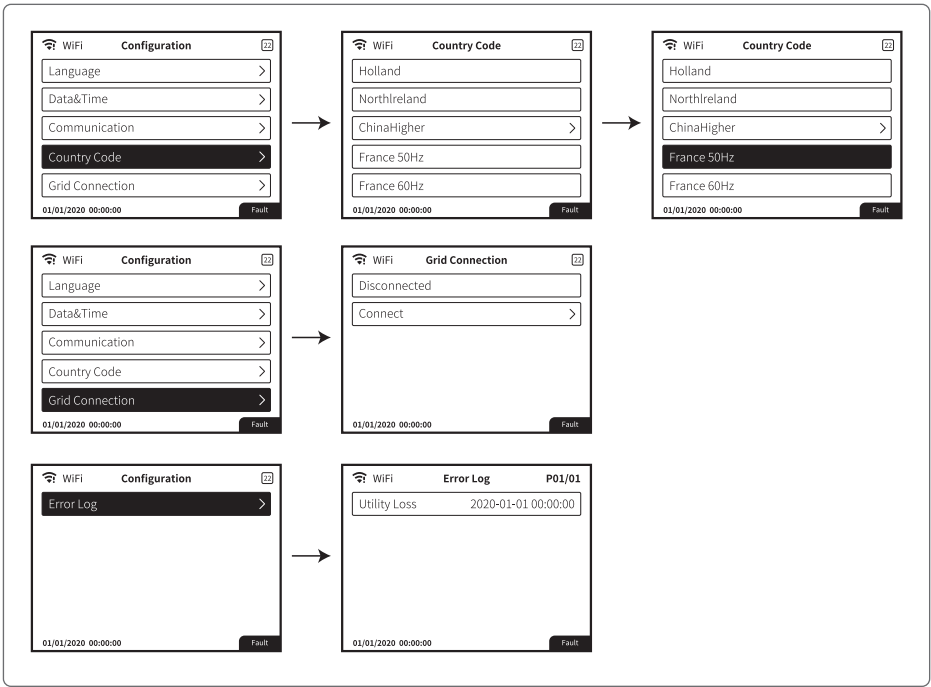 WiFi Configuration 22
Language
Data&Time
Communication
Country Code
Grid Connection
01/01/2020 00:00:00 Fault
WiFi Country Code 22
Holland
NorthIreland
ChinaHigher
France 50Hz
France 60Hz
01/01/2020 00:00:00 Fault
WiFi Country Code 22
Holland
NorthIreland
ChinaHigher
France 50Hz
France 60Hz
01/01/2020 00:00:00 Fault
WiFi Configuration 22
Language
Data&Time
Communication
Country Code
Grid Connection
01/01/2020 00:00:00 Fault
WiFi Grid Connection 22
Disconnected
Connect
01/01/2020 00:00:00 Fault
WiFi Configuration 22
Error Log
01/01/2020 00:00:00 Fault
WiFi Error Log P01/01
Utility Loss 2020-01-01 00:00:00
01/01/2020 00:00:00 Fault